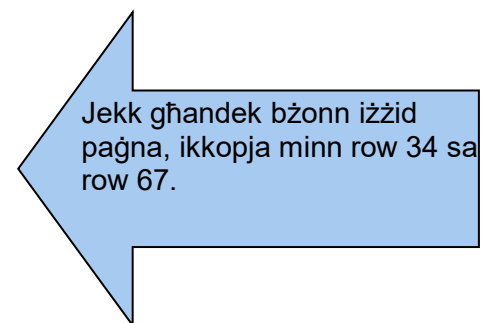 Jekk għandek bżonn iżżid
paġna, ikkopja minn row 34 sa
row 67.